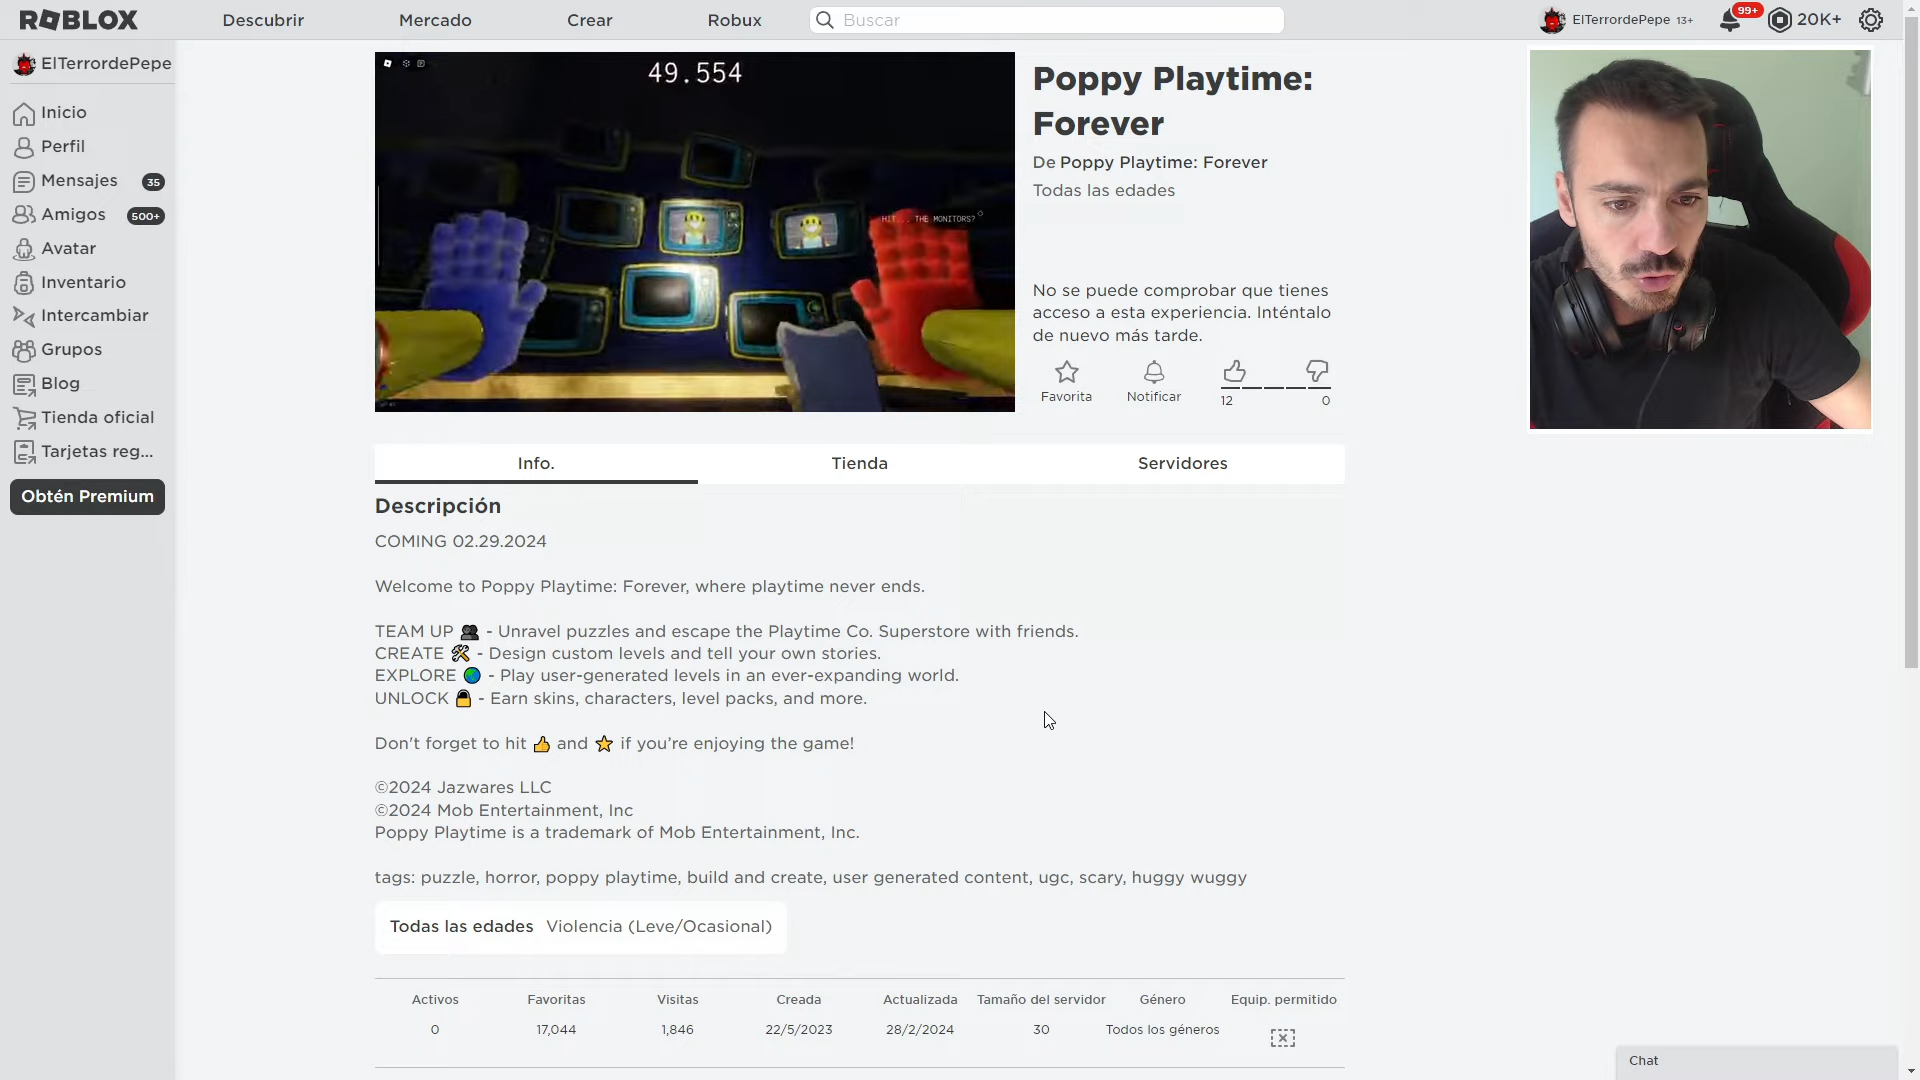 ROBLOX
Descubrir
Mercado
Crear
Robux
Buscar
ElTerrordePepe 13+
99+
20K+
ElTerrordePepe
Inicio
Perfil
Mensajes 35
Amigos 500+
Avatar
Inventario
Intercambiar
Grupos
Blog
Tienda oficial
Tarjetas reg...
Obtén Premium
49.554
HIT... THE MONITORS?
Poppy Playtime:
Forever
De Poppy Playtime: Forever
Todas las edades
No se puede comprobar que tienes
acceso a esta experiencia. Inténtalo
de nuevo más tarde.
Favorita
Notificar
12
0
Info.
Tienda
Servidores
Descripción
COMING 02.29.2024
Welcome to Poppy Playtime: Forever, where playtime never ends.
TEAM UP 👥 - Unravel puzzles and escape the Playtime Co. Superstore with friends.
CREATE 🛠 - Design custom levels and tell your own stories.
EXPLORE 🌎 - Play user-generated levels in an ever-expanding world.
UNLOCK 🔒 - Earn skins, characters, level packs, and more.
Don't forget to hit 👍 and ⭐ if you’re enjoying the game!
©2024 Jazwares LLC
©2024 Mob Entertainment, Inc
Poppy Playtime is a trademark of Mob Entertainment, Inc.
tags: puzzle, horror, poppy playtime, build and create, user generated content, ugc, scary, huggy wuggy
Todas las edades Violencia (Leve/Ocasional)
Activos Favoritas Visitas Creada Actualizada Tamaño del servidor Género Equip. permitido
0 17,044 1,846 22/5/2023 28/2/2024 30 Todos los géneros
Chat